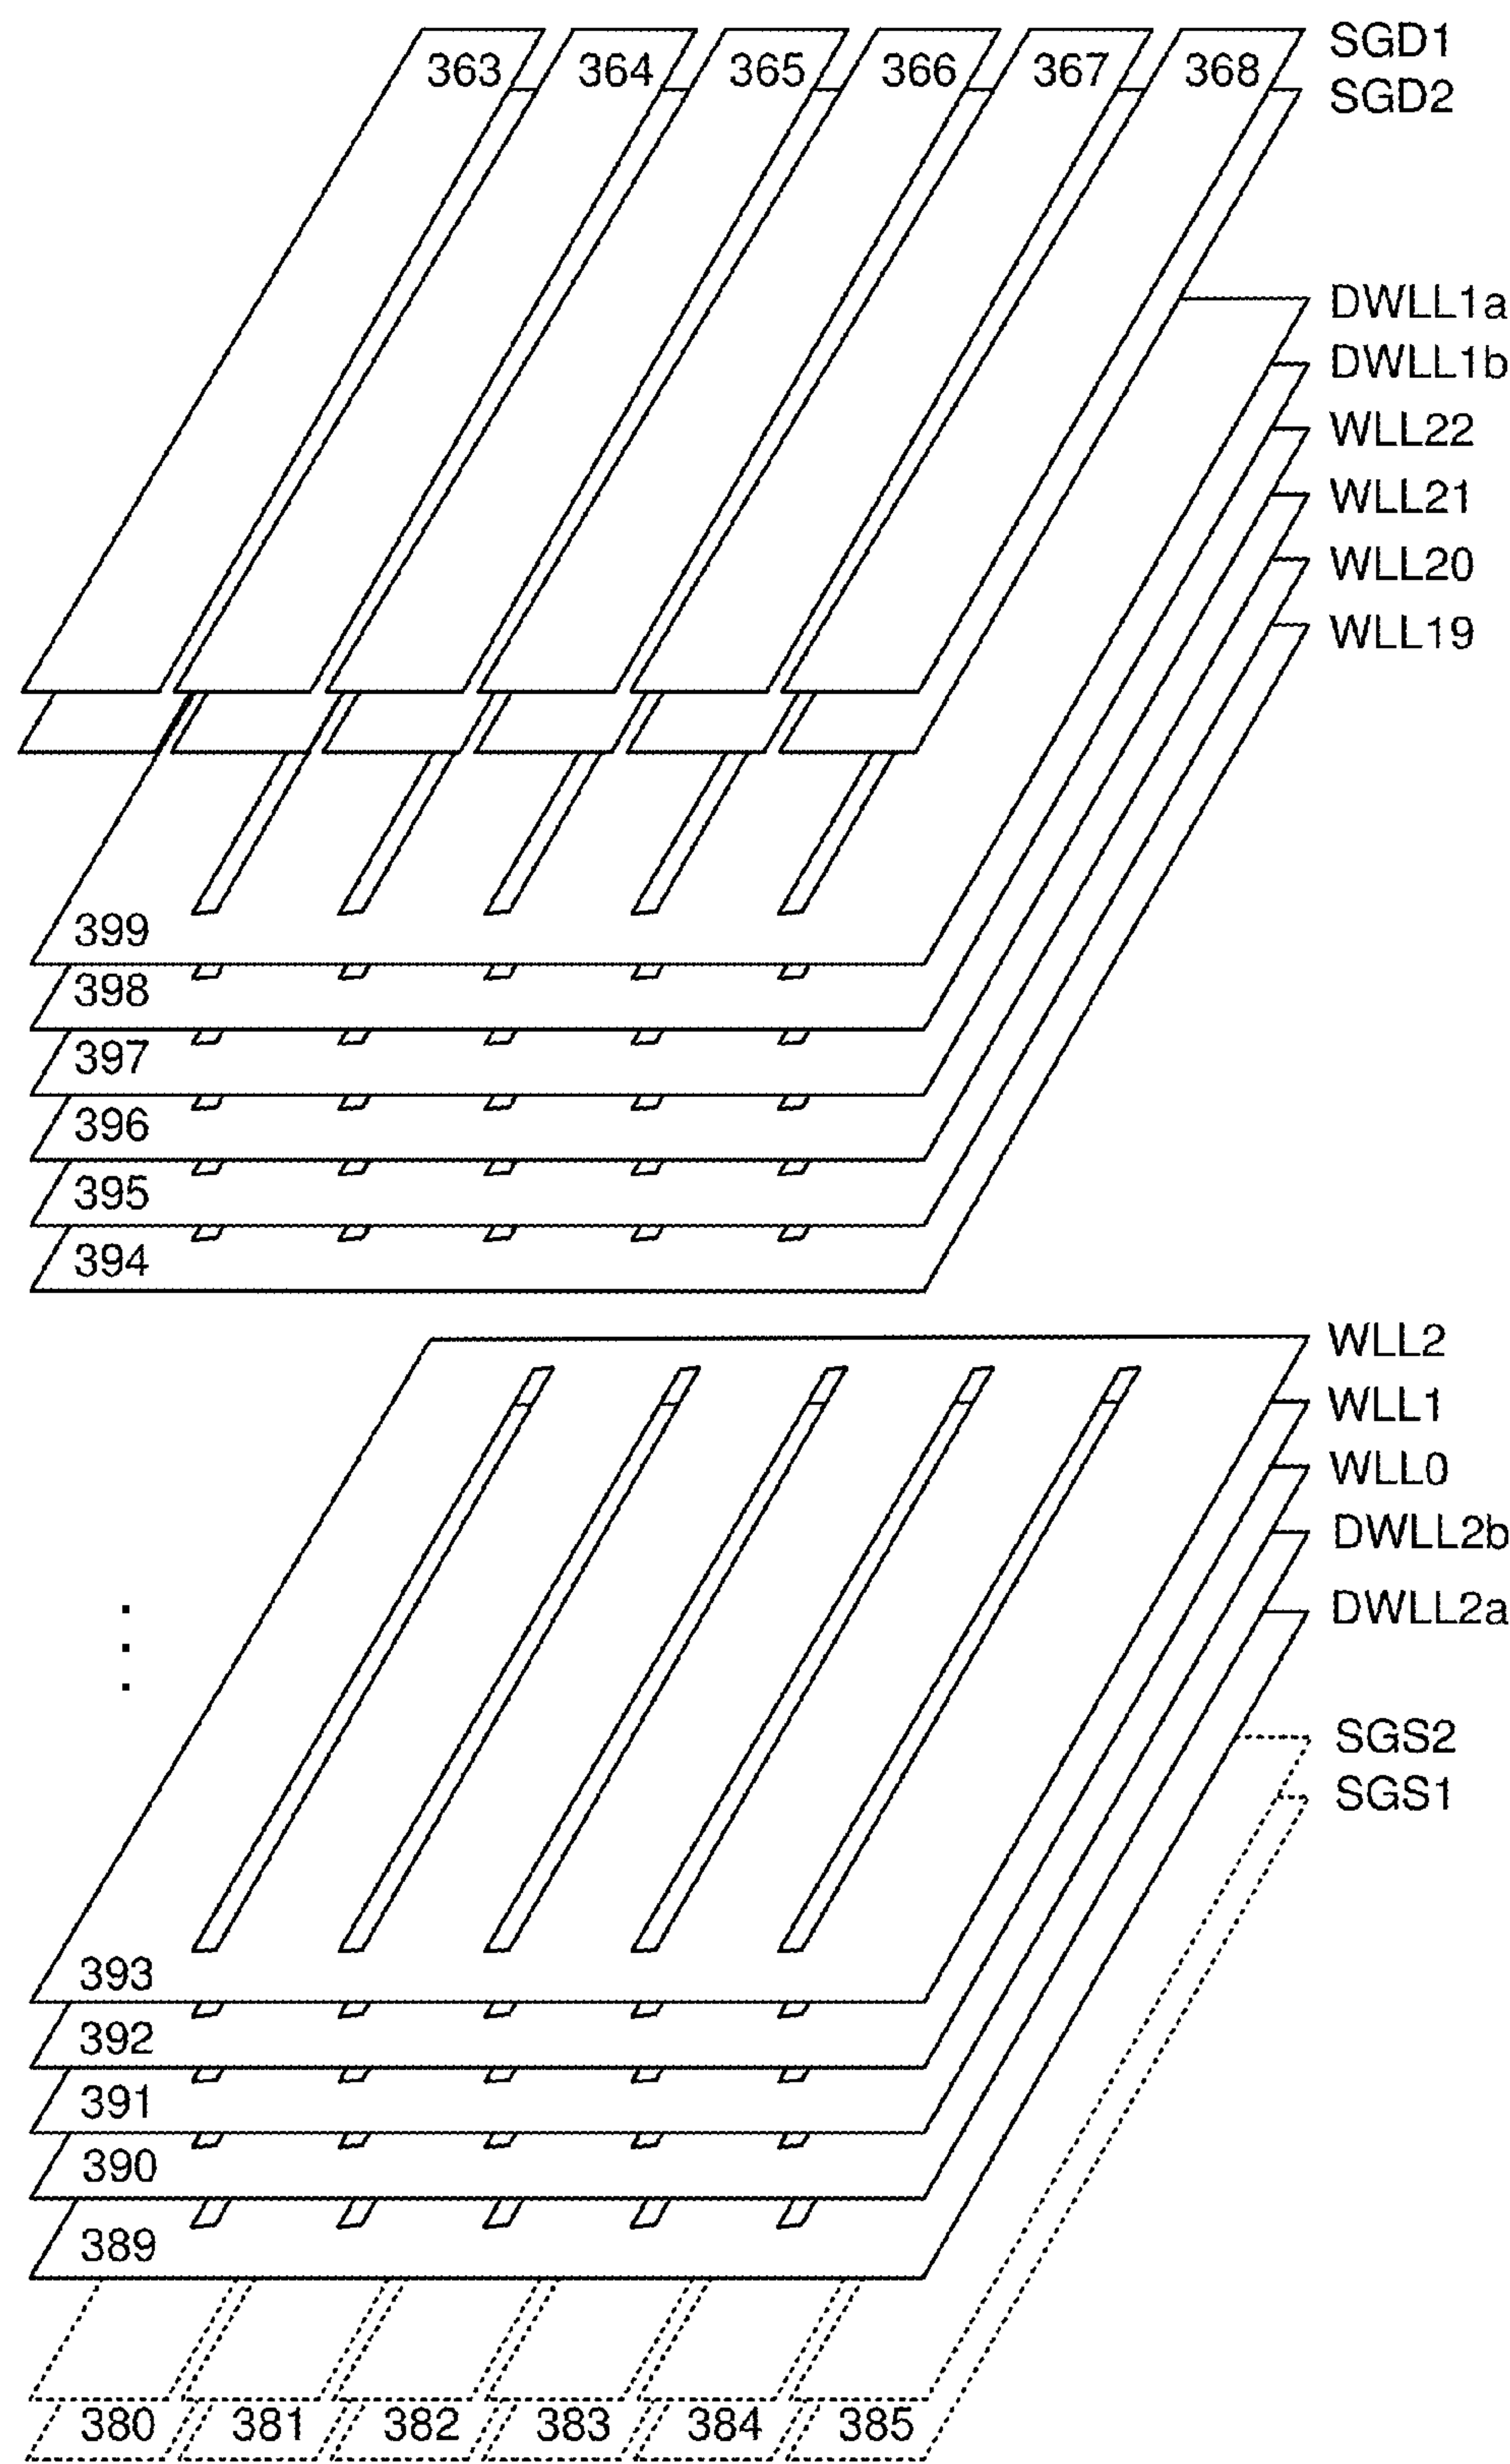 363 364 365 366 367 368 SGD1
SGD2
DWLL1a
DWLL1b
WLL22
WLL21
WLL20
WLL19
399
398
397
396
395
394
WLL2
WLL1
WLL0
DWLL2b
DWLL2a
SGS2
SGS1
393
392
391
390
389
380 381 382 383 384 385